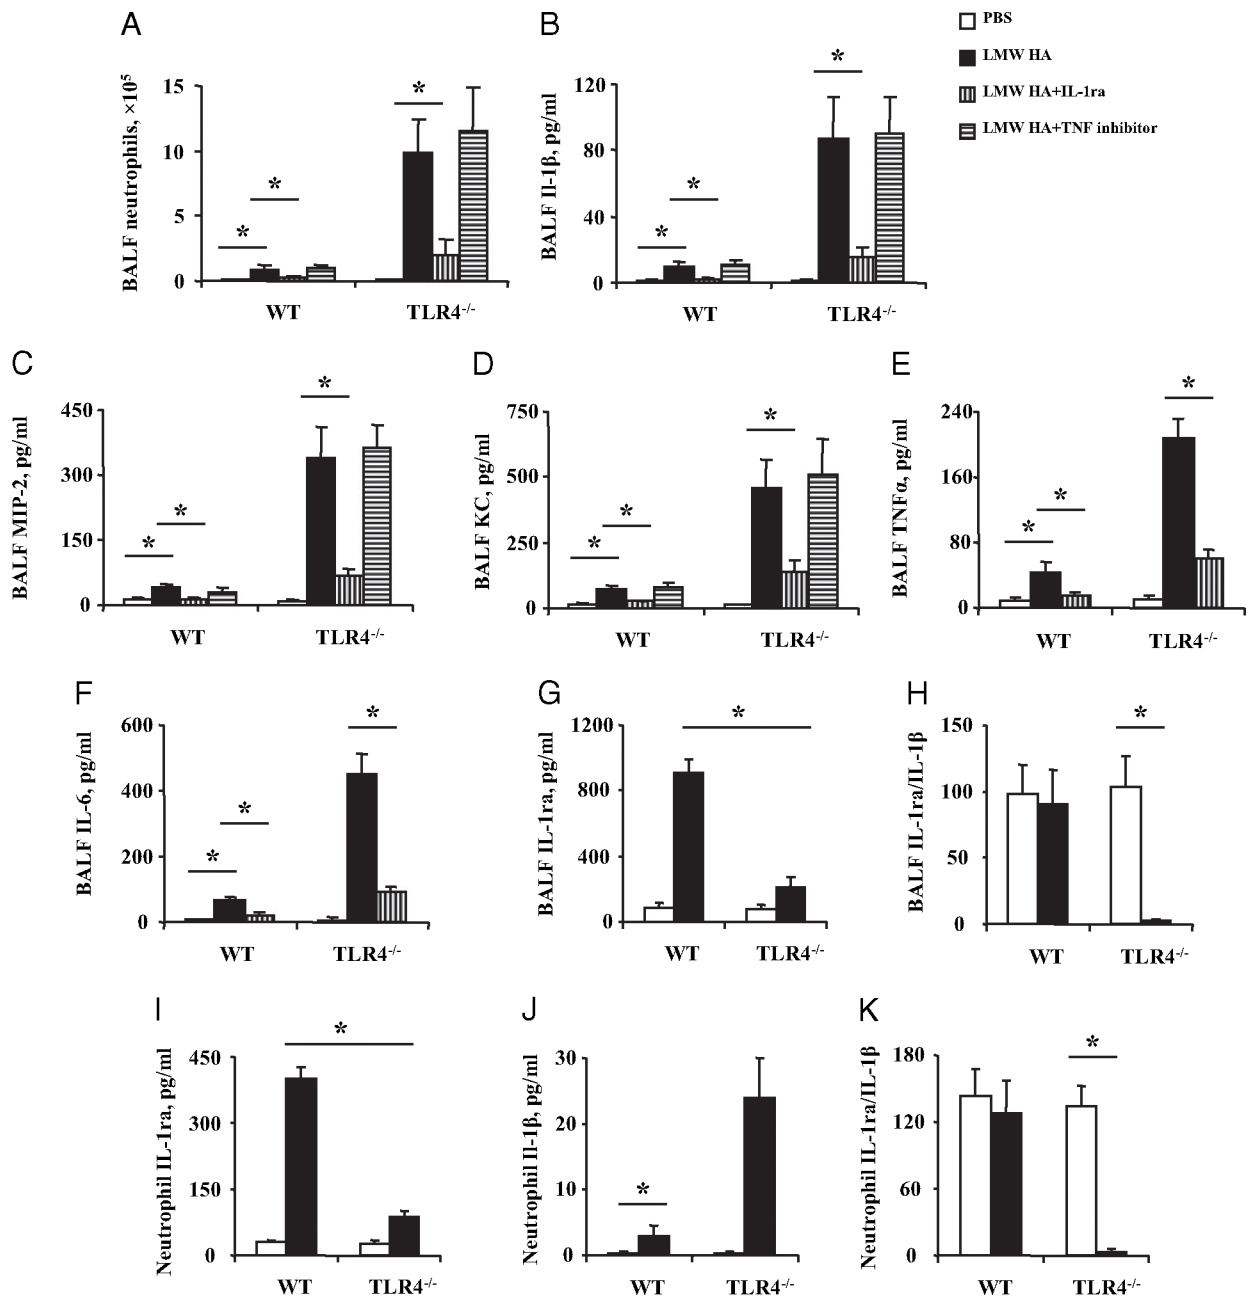 A
BALF neutrophils, ×10⁵
15
10
5
0
*
*
*
WT
TLR4-/-
B
BALF Il-1β, pg/ml
120
80
40
0
*
*
*
WT
TLR4-/-
PBS
LMW HA
LMW HA+IL-1ra
LMW HA+TNF inhibitor
C
BALF MIP-2, pg/ml
450
300
150
0
*
*
*
WT
TLR4-/-
D
BALF KC, pg/ml
750
500
250
0
*
*
*
WT
TLR4-/-
E
BALF TNFα, pg/ml
240
160
80
0
*
*
*
WT
TLR4-/-
F
BALF IL-6, pg/ml
600
400
200
0
*
*
*
WT
TLR4-/-
G
BALF IL-1ra, pg/ml
1200
800
400
0
*
WT
TLR4-/-
H
BALF IL-1ra/IL-1β
150
100
50
0
*
WT
TLR4-/-
I
Neutrophil IL-1ra, pg/ml
450
300
150
0
*
WT
TLR4-/-
J
Neutrophil Il-1β, pg/ml
30
20
10
0
*
WT
TLR4-/-
K
Neutrophil IL-1ra/IL-1β
180
120
60
0
*
WT
TLR4-/-